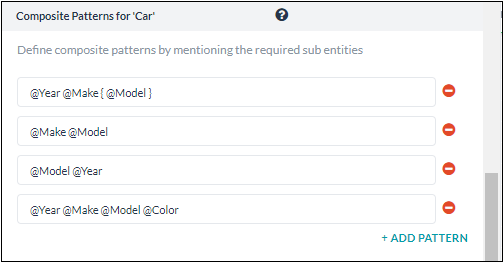 Composite Patterns for 'Car' ?
Define composite patterns by mentioning the required sub entities
@Year @Make { @Model }
@Make @Model
@Model @Year
@Year @Make @Model @Color
+ ADD PATTERN